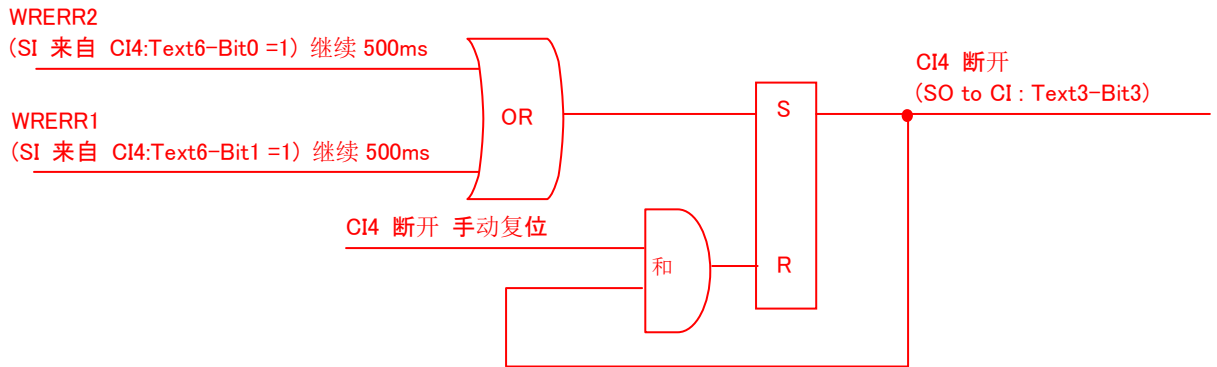 WRERR2
(SI 来自 CI4:Text6-Bit0 =1) 继续 500ms
CI4 断开
(SO to CI : Text3-Bit3)
OR
S
WRERR1
(SI 来自 CI4:Text6-Bit1 =1) 继续 500ms
CI4 断开 手动复位
和
R